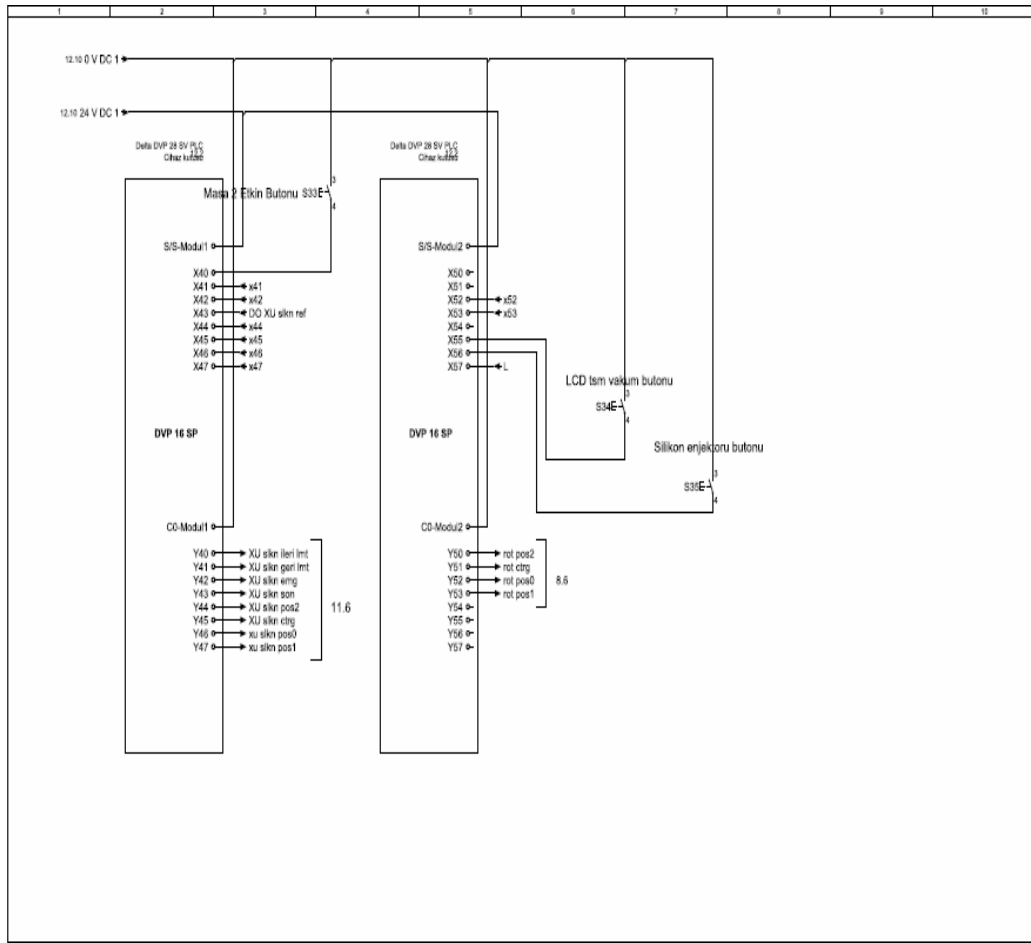 1 2 3 4 5 6 7 8 9 10
12.10 0 V DC 1
12.10 24 V DC 1
Delta DVP 28 SV PLC
12.2
Cihaz kutusu
Masa 2 Etkin Butonu S33
3
4
S/S-Modul1
X40
X41 x41
X42 x42
X43 DO XU slkn ref
X44 x44
X45 x45
X46 x46
X47 x47
DVP 16 SP
C0-Modul1
Y40 XU slkn ileri lmt
Y41 XU slkn geri lmt
Y42 XU slkn emg
Y43 XU slkn son
Y44 XU slkn pos2
Y45 XU slkn ctrg
Y46 xu slkn pos0
Y47 xu slkn pos1
11.6
Delta DVP 28 SV PLC
12.2
Cihaz kutusu
S/S-Modul2
X50
X51
X52 x52
X53 x53
X54
X55
X56
X57 L
DVP 16 SP
C0-Modul2
Y50 rot pos2
Y51 rot ctrg
Y52 rot pos0
Y53 rot pos1
Y54
Y55
Y56
Y57
8.6
LCD tsm vakum butonu
3
S34
4
Silikon enjektoru butonu
3
S35
4